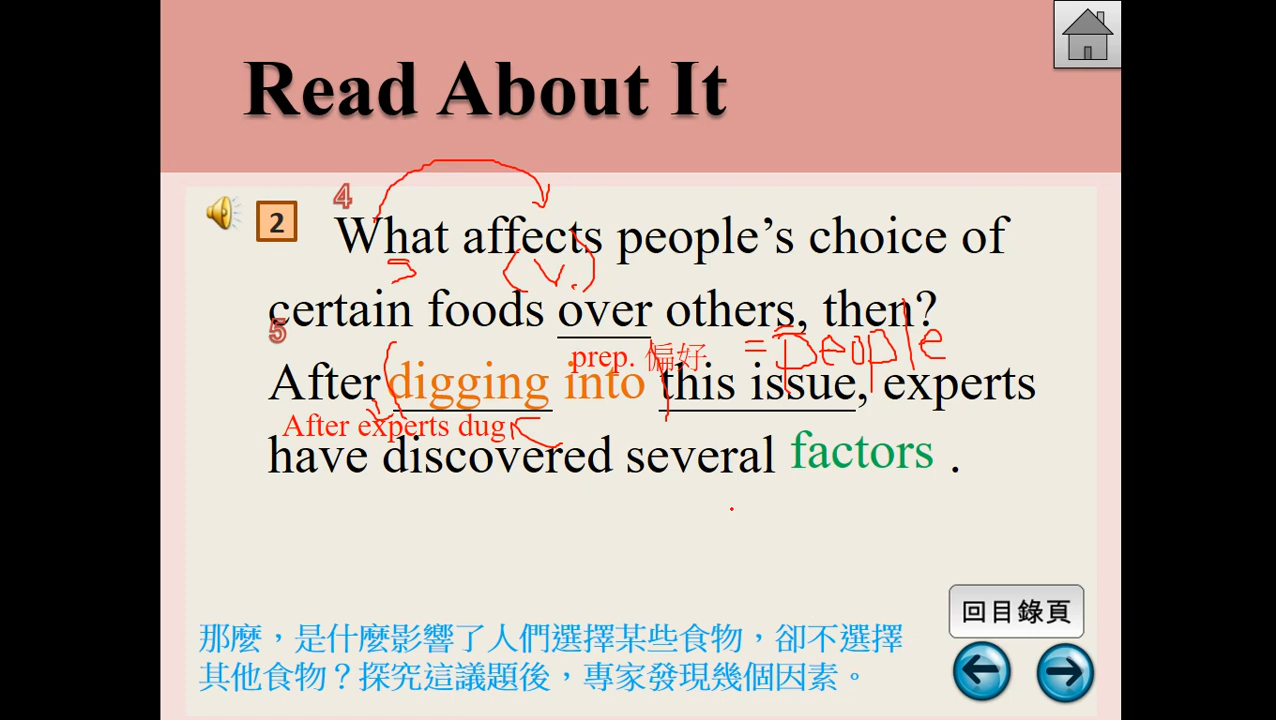 Read About It
4
2 What affects people's choice of
(v.)
certain foods over others, then?
5
prep. 偏好 = people
After digging into this issue, experts
After experts dug
have discovered several factors .
回目錄頁
那麼，是什麼影響了人們選擇某些食物，卻不選擇
其他食物？探究這議題後，專家發現幾個因素。